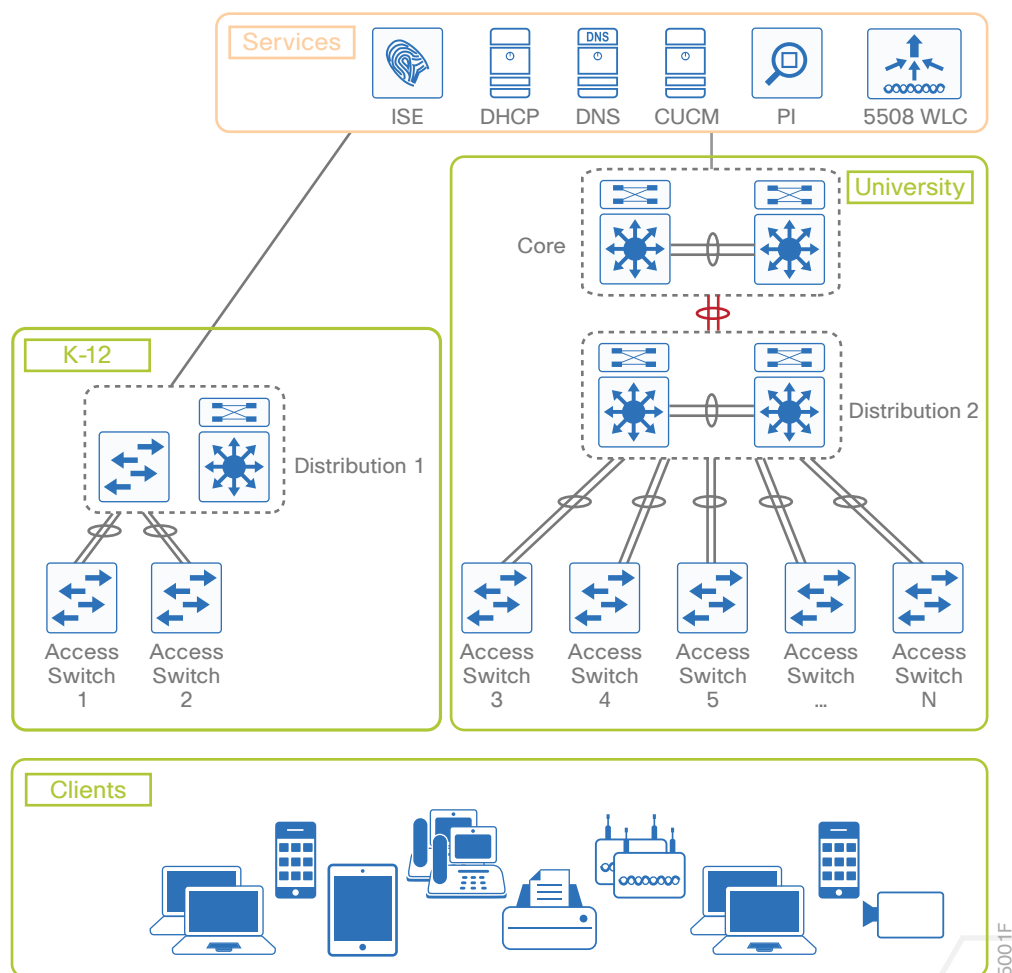 Services
DNS
ISE
DHCP
DNS
CUCM
PI
5508 WLC
University
Core
K-12
Distribution 1
Distribution 2
Access
Switch
1
Access
Switch
2
Access
Switch
3
Access
Switch
4
Access
Switch
5
Access
Switch
...
Access
Switch
N
Clients
5001F